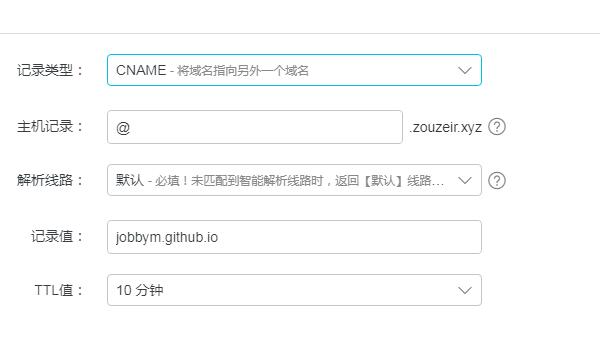 记录类型： CNAME - 将域名指向另外一个域名
主机记录： @ .zouzeir.xyz ?
解析线路： 默认 - 必填！未匹配到智能解析线路时，返回【默认】线路... ?
记录值： jobbym.github.io
TTL值： 10 分钟